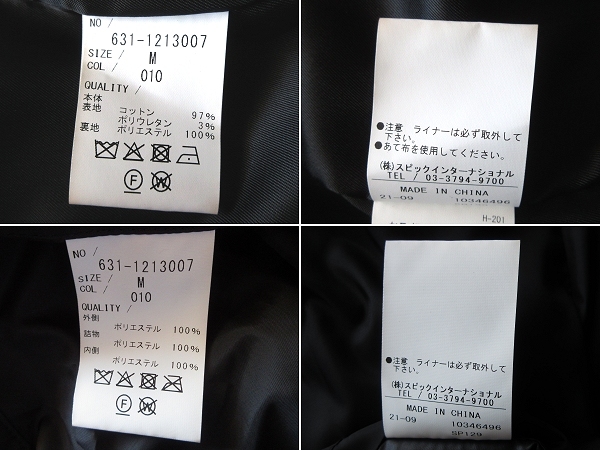 NO /
631-1213007
SIZE /
M
COL /
010
QUALITY /
本体
表地 コットン 97%
ポリウレタン 3%
裏地 ポリエステル 100%
F W
●注意 ライナーは必ず取外して
下さい。
●あて布を使用してください。
(株)スピックインターナショナル
TEL / 03-3794-9700
MADE IN CHINA
21-09 10346496
H-201
NO /
631-1213007
SIZE /
M
COL /
010
QUALITY /
外側
ポリエステル 100%
詰物
ポリエステル 100%
内側
ポリエステル 100%
F W
●注意 ライナーは必ず取外して
下さい。
(株)スピックインターナショナル
TEL / 03-3794-9700
MADE IN CHINA
21-09 10346496
SP129